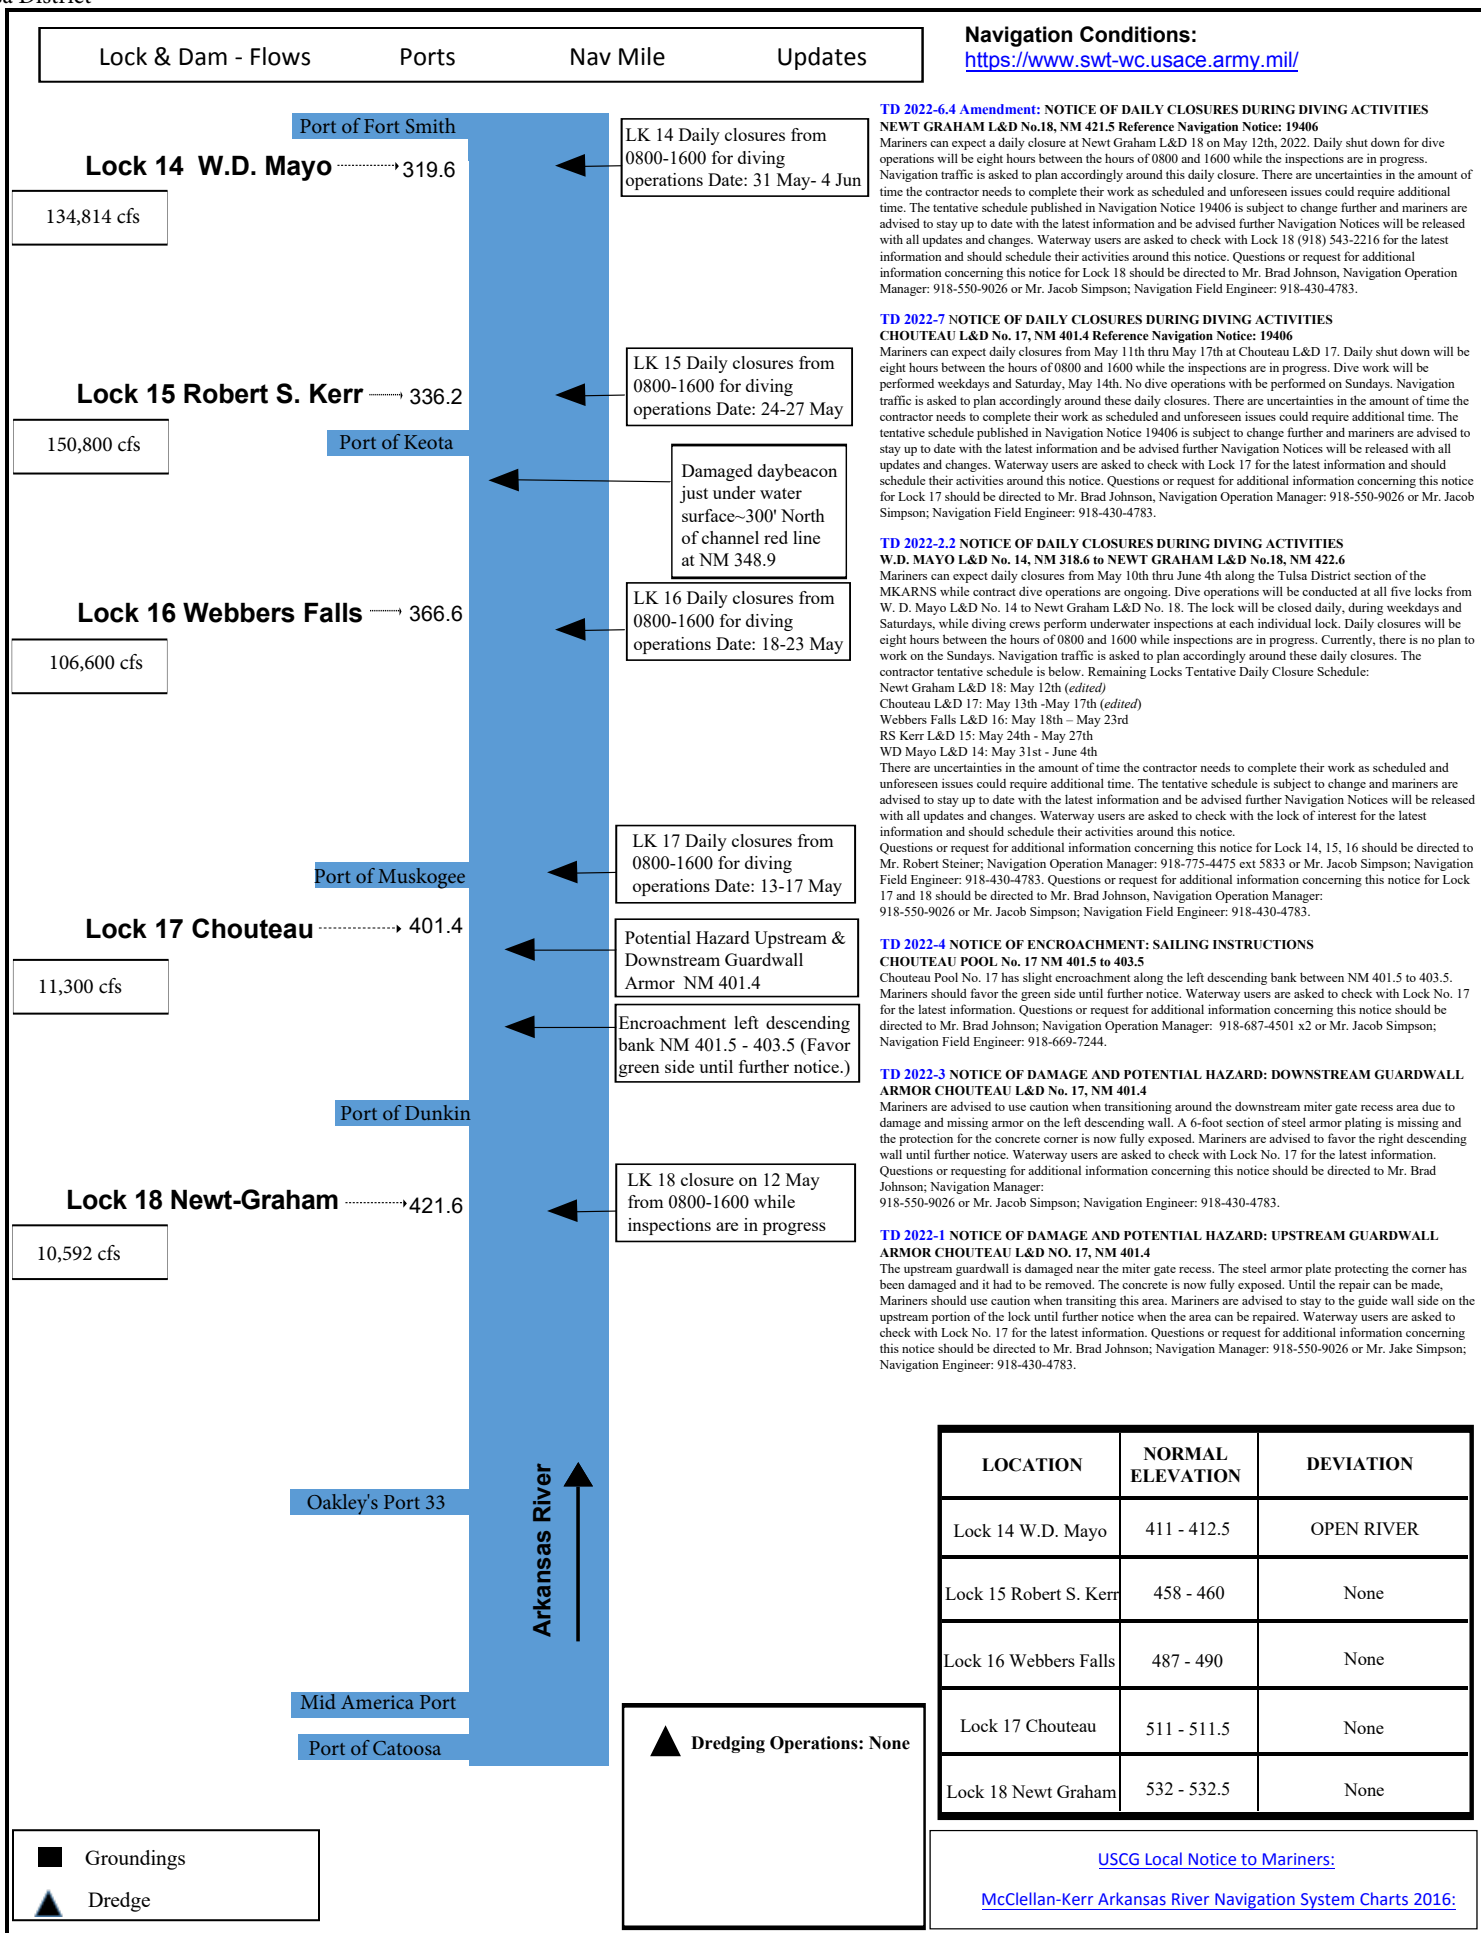 Lock & Dam - Flows Ports Nav Mile Updates
Navigation Conditions:
https://www.swt-wc.usace.army.mil/
Port of Fort Smith
Lock 14 W.D. Mayo 319.6
134,814 cfs
LK 14 Daily closures from
0800-1600 for diving
operations Date: 31 May- 4 Jun
Lock 15 Robert S. Kerr 336.2
150,800 cfs
Port of Keota
LK 15 Daily closures from
0800-1600 for diving
operations Date: 24-27 May
Damaged daybeacon
just under water
surface~300' North
of channel red line
at NM 348.9
Lock 16 Webbers Falls 366.6
106,600 cfs
LK 16 Daily closures from
0800-1600 for diving
operations Date: 18-23 May
Port of Muskogee
LK 17 Daily closures from
0800-1600 for diving
operations Date: 13-17 May
Lock 17 Chouteau 401.4
11,300 cfs
Potential Hazard Upstream &
Downstream Guardwall
Armor NM 401.4
Encroachment left descending
bank NM 401.5 - 403.5 (Favor
green side until further notice.)
Port of Dunkin
Lock 18 Newt-Graham 421.6
10,592 cfs
LK 18 closure on 12 May
from 0800-1600 while
inspections are in progress
Oakley's Port 33
Arkansas River
Mid America Port
Port of Catoosa
Dredging Operations: None
Groundings
Dredge
TD 2022-6.4 Amendment: NOTICE OF DAILY CLOSURES DURING DIVING ACTIVITIES
NEWT GRAHAM L&D No.18, NM 421.5 Reference Navigation Notice: 19406
Mariners can expect a daily closure at Newt Graham L&D 18 on May 12th, 2022. Daily shut down for dive
operations will be eight hours between the hours of 0800 and 1600 while the inspections are in progress.
Navigation traffic is asked to plan accordingly around this daily closure. There are uncertainties in the amount of
time the contractor needs to complete their work as scheduled and unforeseen issues could require additional
time. The tentative schedule published in Navigation Notice 19406 is subject to change further and mariners are
advised to stay up to date with the latest information and be advised further Navigation Notices will be released
with all updates and changes. Waterway users are asked to check with Lock 18 (918) 543-2216 for the latest
information and should schedule their activities around this notice. Questions or request for additional
information concerning this notice for Lock 18 should be directed to Mr. Brad Johnson, Navigation Operation
Manager: 918-550-9026 or Mr. Jacob Simpson; Navigation Field Engineer: 918-430-4783.
TD 2022-7 NOTICE OF DAILY CLOSURES DURING DIVING ACTIVITIES
CHOUTEAU L&D No. 17, NM 401.4 Reference Navigation Notice: 19406
Mariners can expect daily closures from May 11th thru May 17th at Chouteau L&D 17. Daily shut down will be
eight hours between the hours of 0800 and 1600 while the inspections are in progress. Dive work will be
performed weekdays and Saturday, May 14th. No dive operations with be performed on Sundays. Navigation
traffic is asked to plan accordingly around these daily closures. There are uncertainties in the amount of time the
contractor needs to complete their work as scheduled and unforeseen issues could require additional time. The
tentative schedule published in Navigation Notice 19406 is subject to change further and mariners are advised to
stay up to date with the latest information and be advised further Navigation Notices will be released with all
updates and changes. Waterway users are asked to check with Lock 17 for the latest information and should
schedule their activities around this notice. Questions or request for additional information concerning this notice
for Lock 17 should be directed to Mr. Brad Johnson, Navigation Operation Manager: 918-550-9026 or Mr. Jacob
Simpson; Navigation Field Engineer: 918-430-4783.
TD 2022-2.2 NOTICE OF DAILY CLOSURES DURING DIVING ACTIVITIES
W.D. MAYO L&D No. 14, NM 318.6 to NEWT GRAHAM L&D No.18, NM 422.6
Mariners can expect daily closures from May 10th thru June 4th along the Tulsa District section of the
MKARNS while contract dive operations are ongoing. Dive operations will be conducted at all five locks from
W. D. Mayo L&D No. 14 to Newt Graham L&D No. 18. The lock will be closed daily, during weekdays and
Saturdays, while diving crews perform underwater inspections at each individual lock. Daily closures will be
eight hours between the hours of 0800 and 1600 while inspections are in progress. Currently, there is no plan to
work on the Sundays. Navigation traffic is asked to plan accordingly around these daily closures. The
contractor tentative schedule is below. Remaining Locks Tentative Daily Closure Schedule:
Newt Graham L&D 18: May 12th (edited)
Chouteau L&D 17: May 13th -May 17th (edited)
Webbers Falls L&D 16: May 18th – May 23rd
RS Kerr L&D 15: May 24th - May 27th
WD Mayo L&D 14: May 31st - June 4th
There are uncertainties in the amount of time the contractor needs to complete their work as scheduled and
unforeseen issues could require additional time. The tentative schedule is subject to change and mariners are
advised to stay up to date with the latest information and be advised further Navigation Notices will be released
with all updates and changes. Waterway users are asked to check with the lock of interest for the latest
information and should schedule their activities around this notice.
Questions or request for additional information concerning this notice for Lock 14, 15, 16 should be directed to
Mr. Robert Steiner; Navigation Operation Manager: 918-775-4475 ext 5833 or Mr. Jacob Simpson; Navigation
Field Engineer: 918-430-4783. Questions or request for additional information concerning this notice for Lock
17 and 18 should be directed to Mr. Brad Johnson, Navigation Operation Manager:
918-550-9026 or Mr. Jacob Simpson; Navigation Field Engineer: 918-430-4783.
TD 2022-4 NOTICE OF ENCROACHMENT: SAILING INSTRUCTIONS
CHOUTEAU POOL No. 17 NM 401.5 to 403.5
Chouteau Pool No. 17 has slight encroachment along the left descending bank between NM 401.5 to 403.5.
Mariners should favor the green side until further notice. Waterway users are asked to check with Lock No. 17
for the latest information. Questions or request for additional information concerning this notice should be
directed to Mr. Brad Johnson; Navigation Operation Manager: 918-687-4501 x2 or Mr. Jacob Simpson;
Navigation Field Engineer: 918-669-7244.
TD 2022-3 NOTICE OF DAMAGE AND POTENTIAL HAZARD: DOWNSTREAM GUARDWALL
ARMOR CHOUTEAU L&D No. 17, NM 401.4
Mariners are advised to use caution when transitioning around the downstream miter gate recess area due to
damage and missing armor on the left descending wall. A 6-foot section of steel armor plating is missing and
the protection for the concrete corner is now fully exposed. Mariners are advised to favor the right descending
wall until further notice. Waterway users are asked to check with Lock No. 17 for the latest information.
Questions or requesting for additional information concerning this notice should be directed to Mr. Brad
Johnson; Navigation Manager:
918-550-9026 or Mr. Jacob Simpson; Navigation Engineer: 918-430-4783.
TD 2022-1 NOTICE OF DAMAGE AND POTENTIAL HAZARD: UPSTREAM GUARDWALL
ARMOR CHOUTEAU L&D NO. 17, NM 401.4
The upstream guardwall is damaged near the miter gate recess. The steel armor plate protecting the corner has
been damaged and it had to be removed. The concrete is now fully exposed. Until the repair can be made,
Mariners should use caution when transiting this area. Mariners are advised to stay to the guide wall side on the
upstream portion of the lock until further notice when the area can be repaired. Waterway users are asked to
check with Lock No. 17 for the latest information. Questions or request for additional information concerning
this notice should be directed to Mr. Brad Johnson; Navigation Manager: 918-550-9026 or Mr. Jake Simpson;
Navigation Engineer: 918-430-4783.
LOCATION NORMAL ELEVATION DEVIATION
Lock 14 W.D. Mayo 411 - 412.5 OPEN RIVER
Lock 15 Robert S. Kerr 458 - 460 None
Lock 16 Webbers Falls 487 - 490 None
Lock 17 Chouteau 511 - 511.5 None
Lock 18 Newt Graham 532 - 532.5 None
USCG Local Notice to Mariners:
McClellan-Kerr Arkansas River Navigation System Charts 2016: